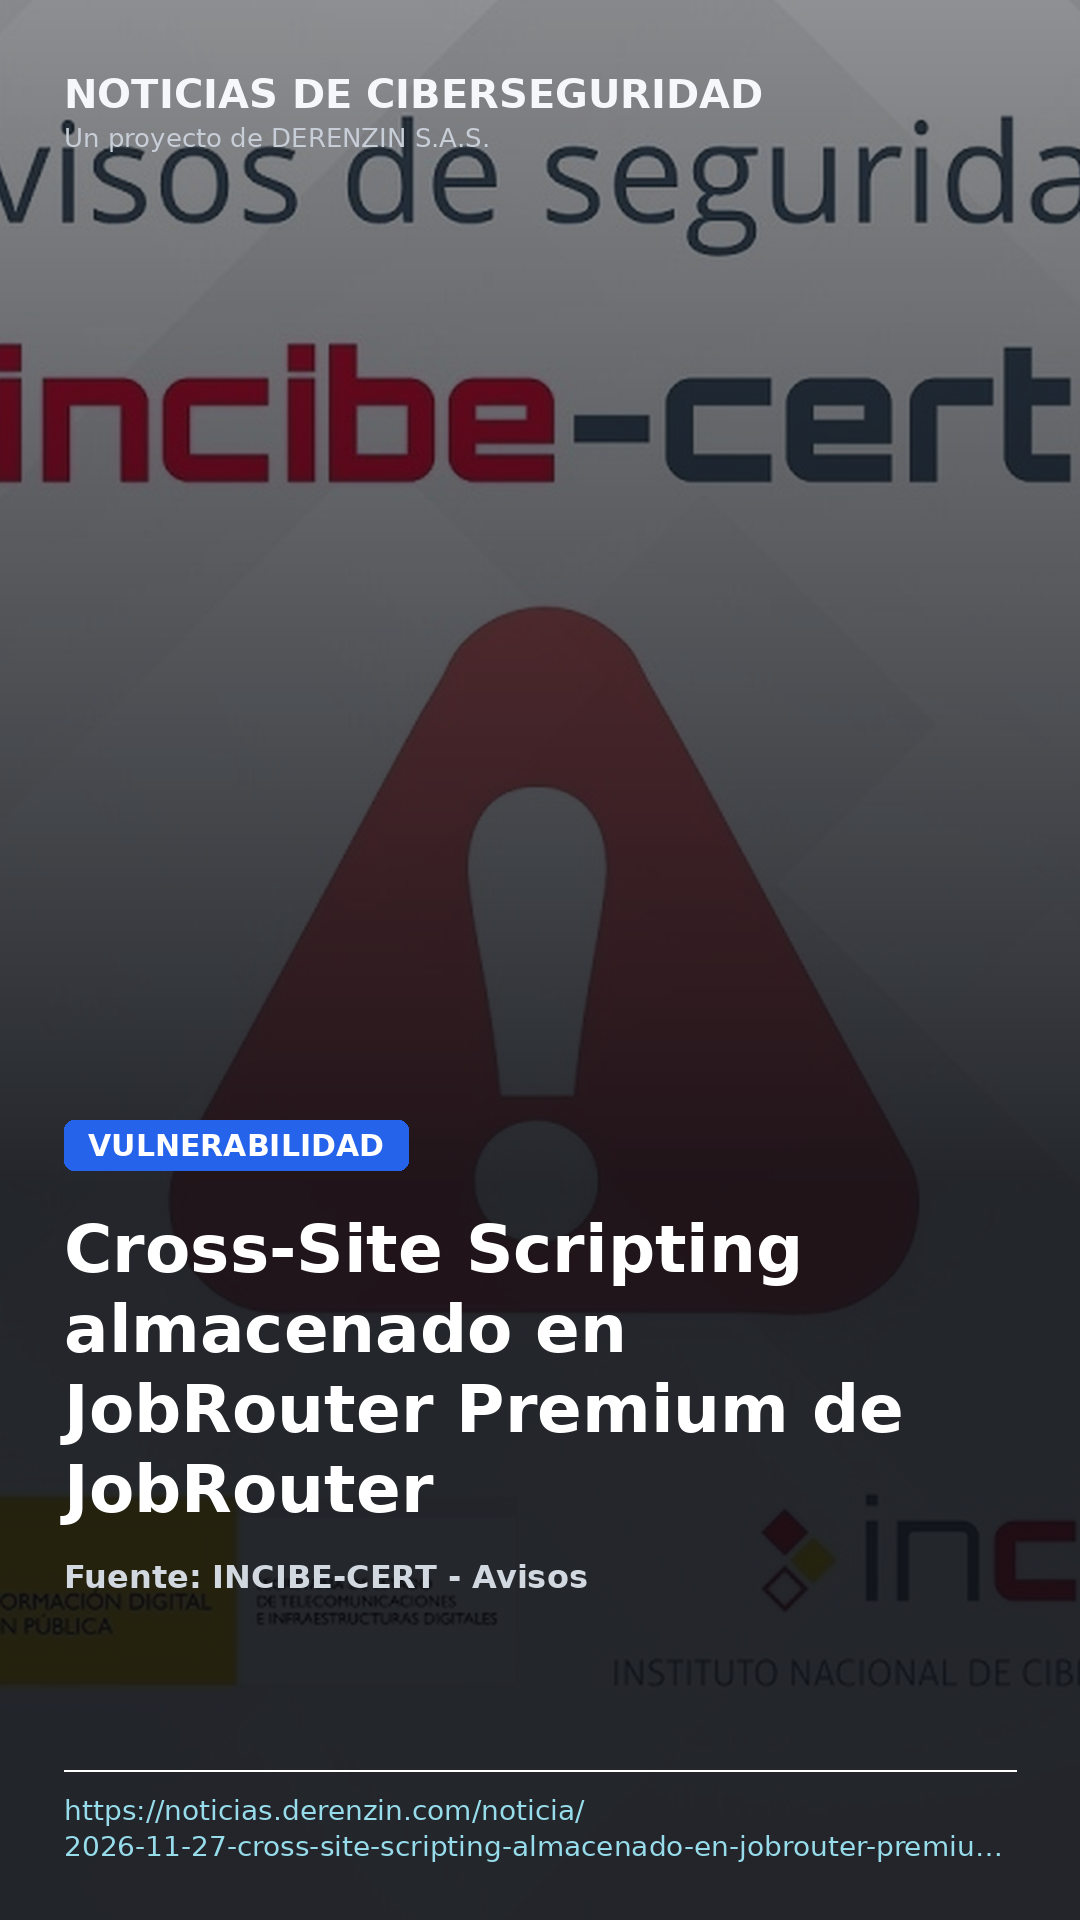 NOTICIAS DE CIBERSEGURIDAD
Un proyecto de DERENZIN S.A.S.
visos de segurida
incibe-cert
VULNERABILIDAD
Cross-Site Scripting
almacenado en
JobRouter Premium de
JobRouter
Fuente: INCIBE-CERT - Avisos
ORMACIÓN DIGITAL
N PÚBLICA
DE TELECOMUNICACIONES
E INFRAESTRUCTURAS DIGITALES
inc
INSTITUTO NACIONAL DE CIB
https://noticias.derenzin.com/noticia/
2026-11-27-cross-site-scripting-almacenado-en-jobrouter-premiu...